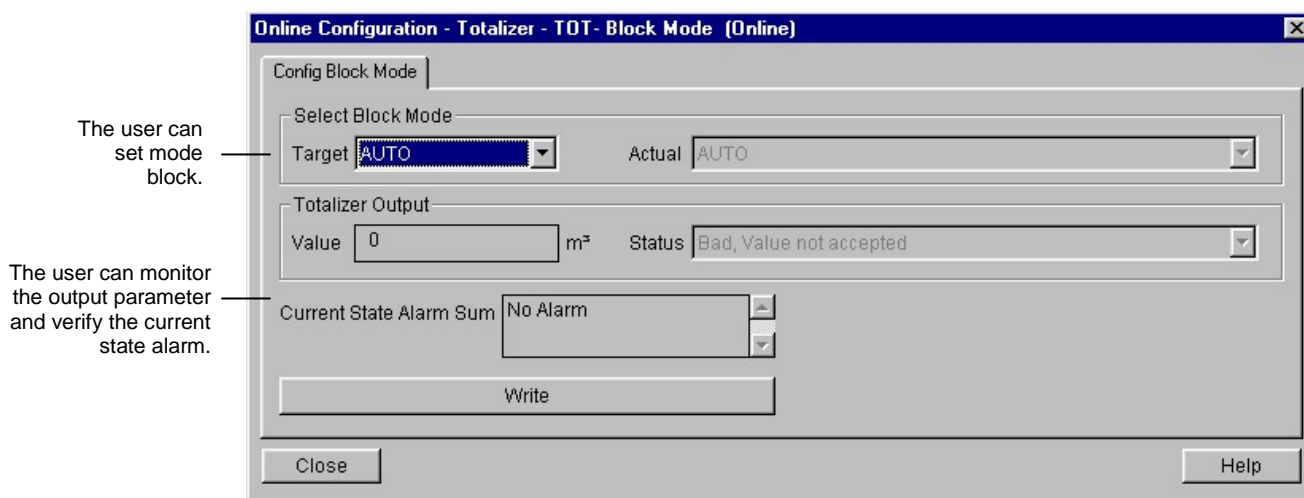 Online Configuration - Totalizer - TOT- Block Mode (Online)
Config Block Mode
Select Block Mode
The user can
set mode
block.
Target AUTO Actual AUTO
Totalizer Output
Value 0 m³ Status Bad, Value not accepted
The user can monitor
the output parameter
and verify the current
state alarm.
Current State Alarm Sum No Alarm
Write
Close Help